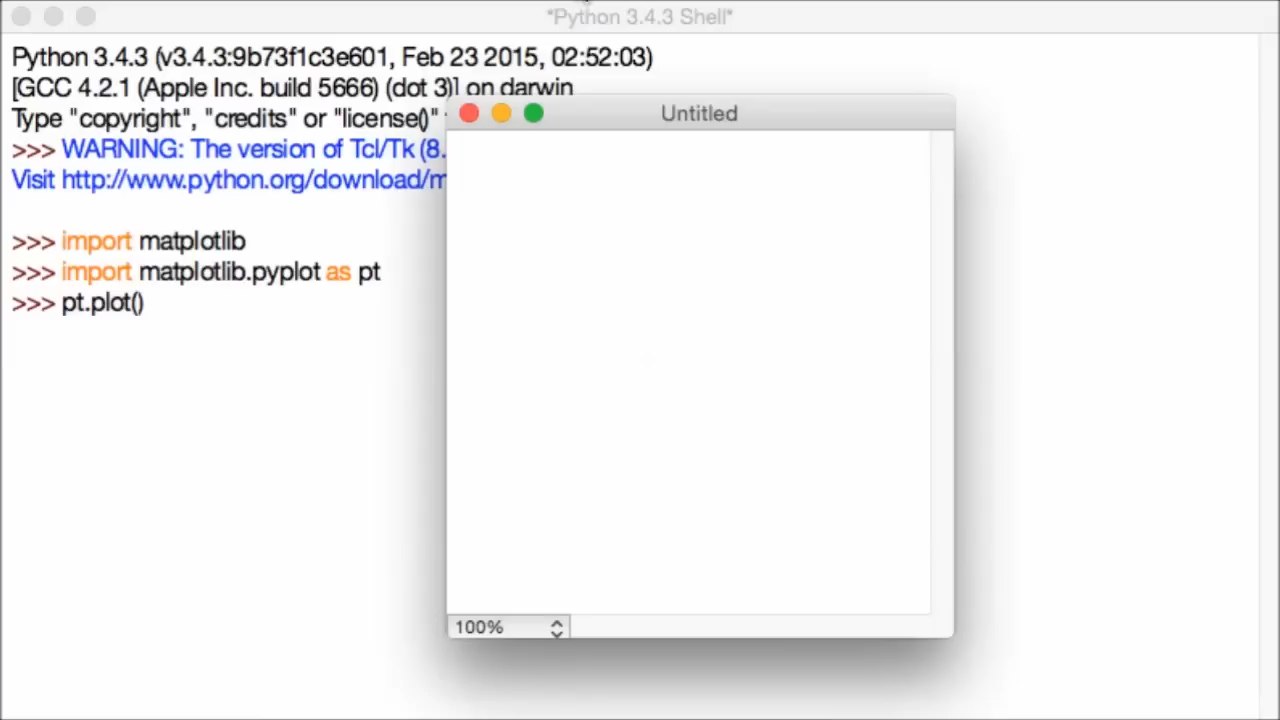 *Python 3.4.3 Shell*
Python 3.4.3 (v3.4.3:9b73f1c3e601, Feb 23 2015, 02:52:03)
[GCC 4.2.1 (Apple Inc. build 5666) (dot 3)] on darwin
Type "copyright", "credits" or "license()"
>>> WARNING: The version of Tcl/Tk (8.
Visit http://www.python.org/download/m
>>> import matplotlib
>>> import matplotlib.pyplot as pt
>>> pt.plot()
Untitled
100%